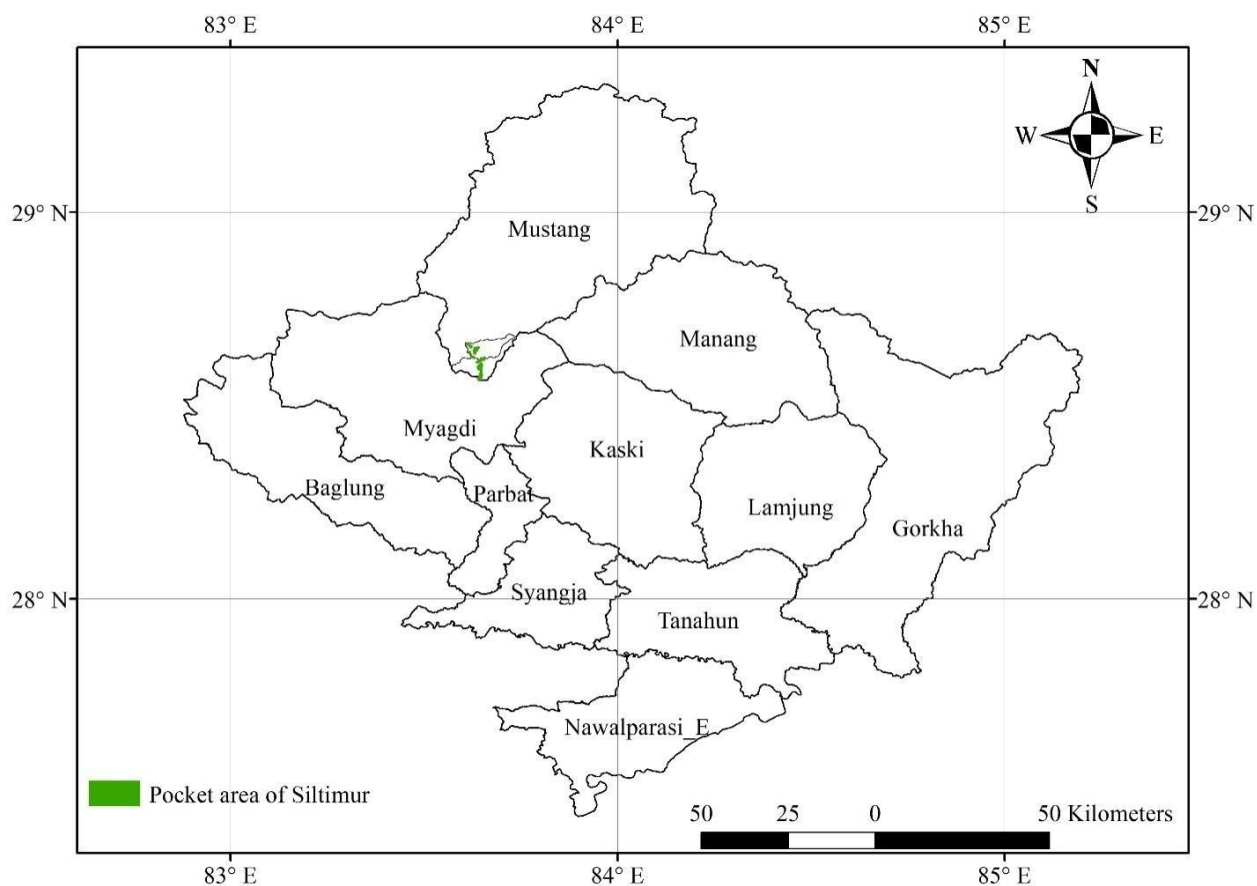 83° E 84° E 85° E
N
W E
S
29° N 29° N
Mustang
Manang
Myagdi
Kaski
Baglung
Parbat
Lamjung
Gorkha
Syangja
28° N 28° N
Tanahun
Nawalparasi_E
Pocket area of Siltimur
50 25 0 50 Kilometers
83° E 84° E 85° E